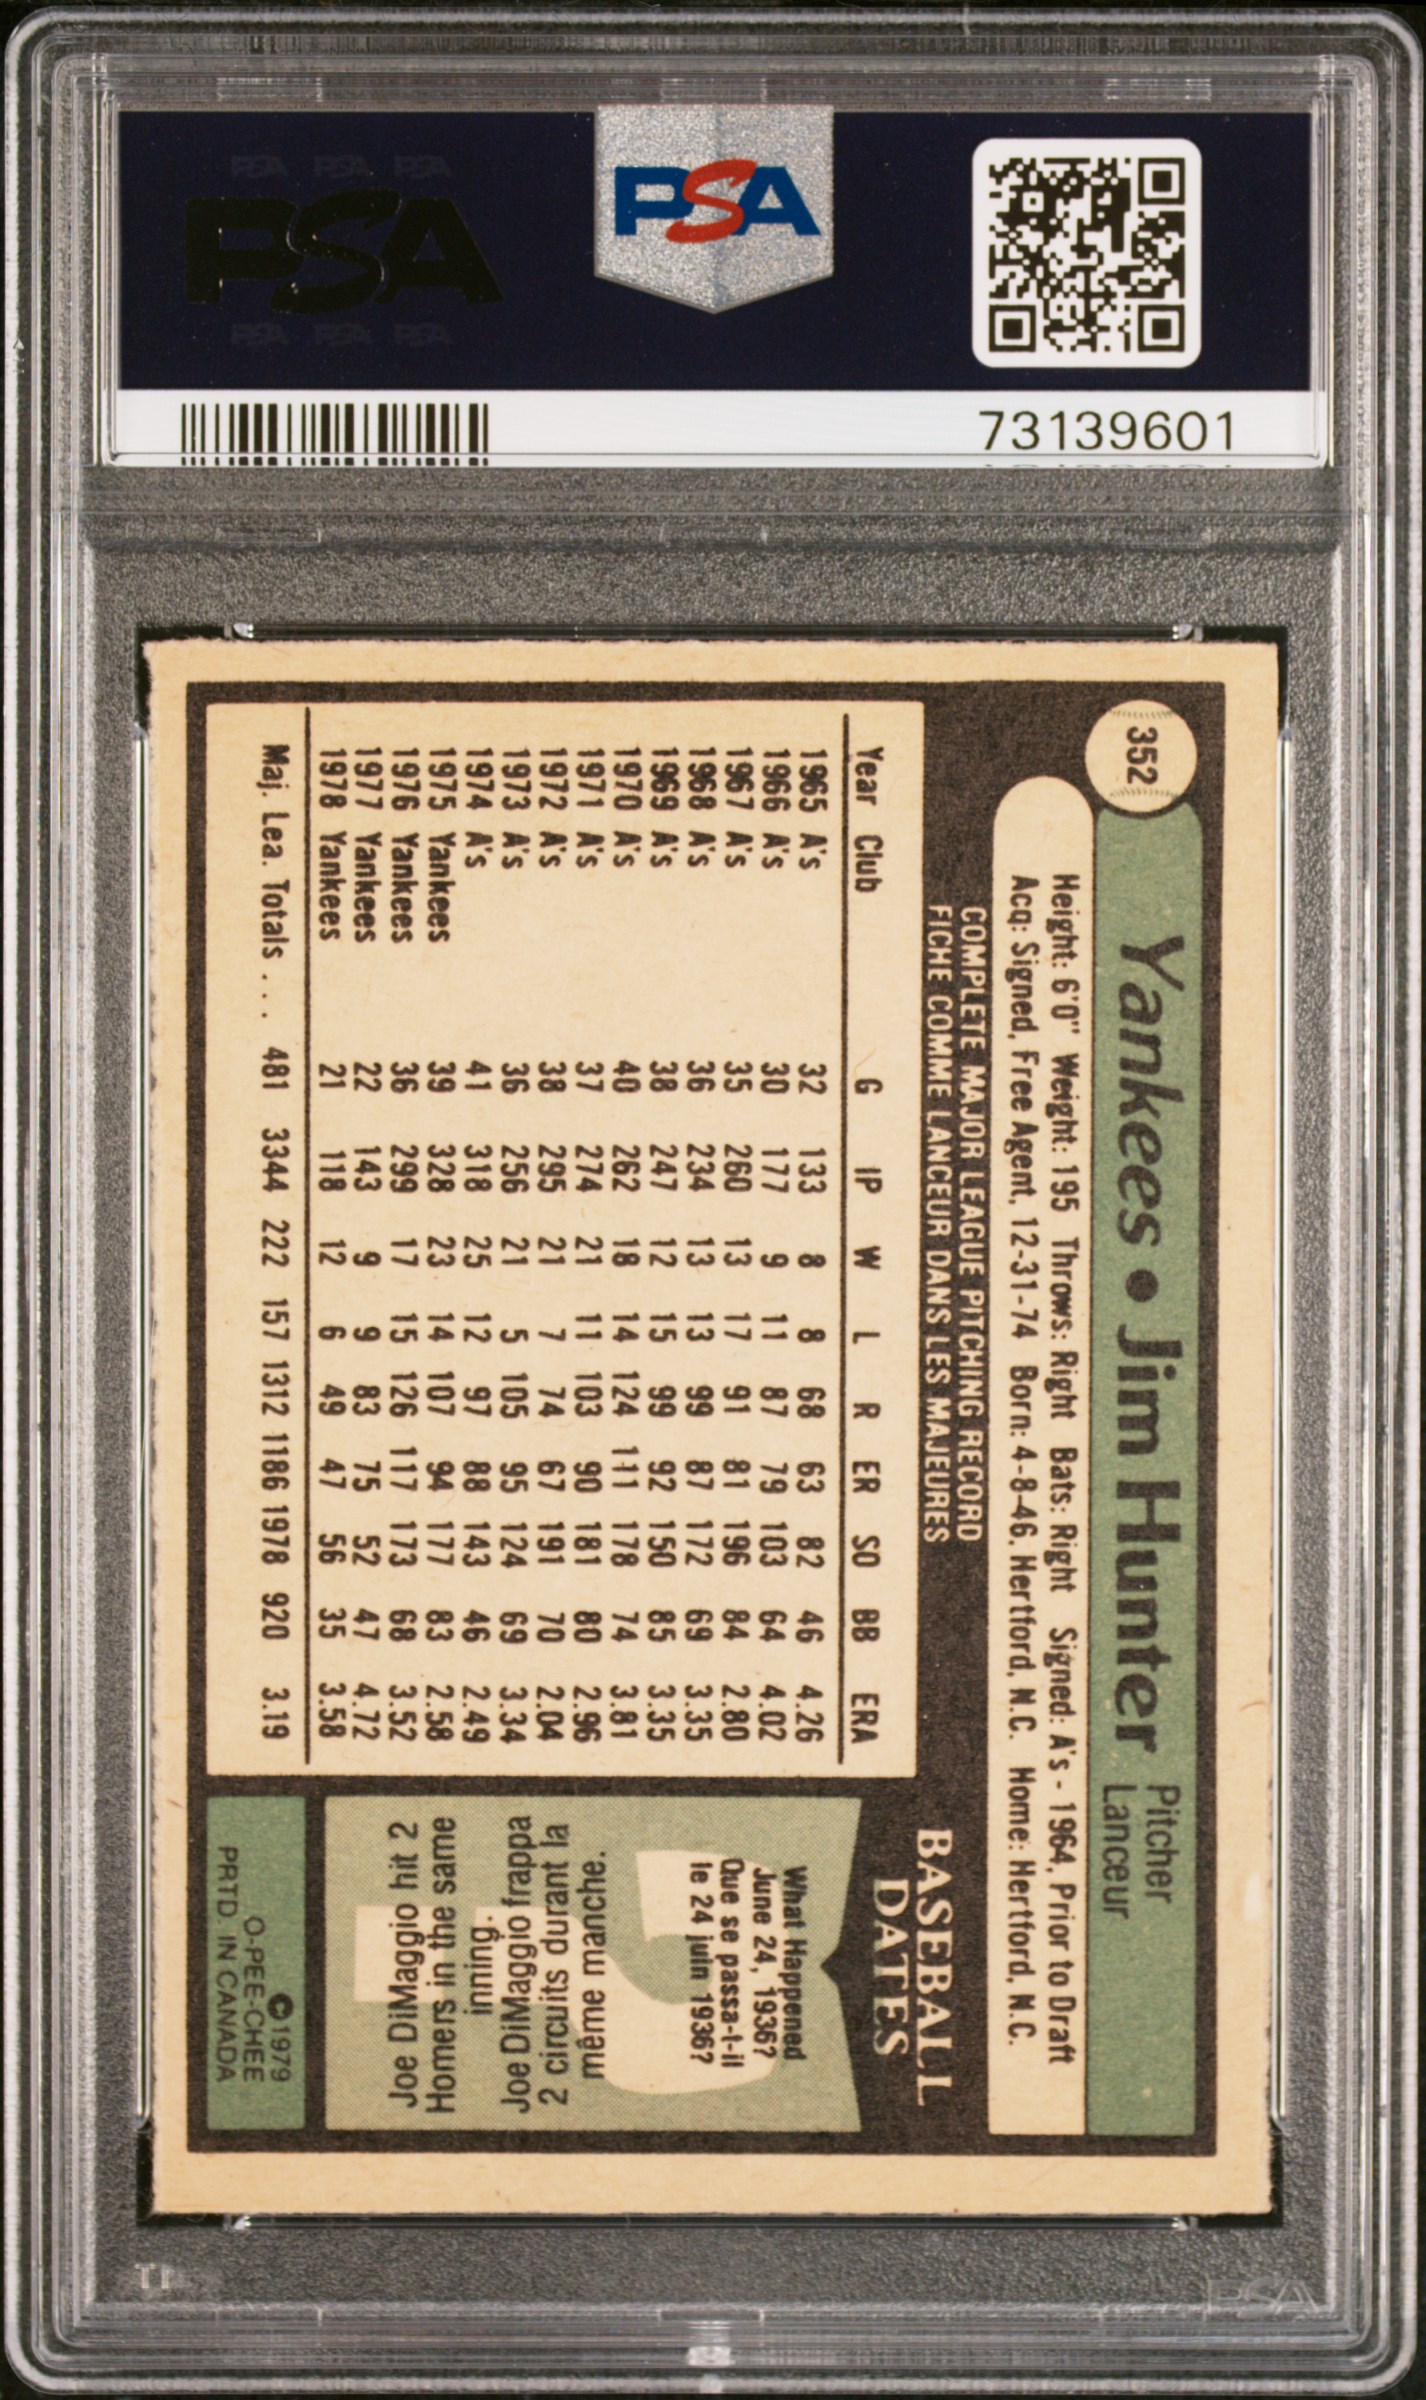 PSA PSA PSA
PSA
PSA PSA PSA
PSA
73139601
352
Yankees • Jim Hunter Pitcher
Lanceur
Height: 6'0" Weight: 195 Throws: Right Bats: Right Signed: A's - 1964, Prior to Draft
Acq: Signed, Free Agent, 12-31-74 Born: 4-8-46, Hertford, N.C. Home: Hertford, N.C.
COMPLETE MAJOR LEAGUE PITCHING RECORD
FICHE COMME LANCEUR DANS LES MAJEURES
Year Club G IP W L R ER SO BB ERA
1965 A's 32 133 8 8 68 63 82 46 4.26
1966 A's 30 177 9 11 87 79 103 64 4.02
1967 A's 35 260 13 17 91 81 196 84 2.80
1968 A's 36 234 13 13 99 87 172 69 3.35
1969 A's 38 247 12 15 99 92 150 85 3.35
1970 A's 40 262 18 14 124 111 178 74 3.81
1971 A's 37 274 21 11 103 90 181 80 2.96
1972 A's 38 295 21 7 74 67 191 70 2.04
1973 A's 36 256 21 5 105 95 124 69 3.34
1974 A's 41 318 25 12 97 88 143 46 2.49
1975 Yankees 39 328 23 14 107 94 177 83 2.58
1976 Yankees 36 299 17 15 126 117 173 68 3.52
1977 Yankees 22 143 9 9 83 75 52 47 4.72
1978 Yankees 21 118 12 6 49 47 56 35 3.58
Maj. Lea. Totals . . . 481 3344 222 157 1312 1186 1978 920 3.19
BASEBALL
DATES
What Happened
June 24, 1936?
Que se passa-t-il
le 24 juin 1936?
Joe DiMaggio hit 2
Homers in the same
inning.
Joe DiMaggio frappa
2 circuits durant la
même manche.
©1979
O-PEE-CHEE
PRTD. IN CANADA
PSA